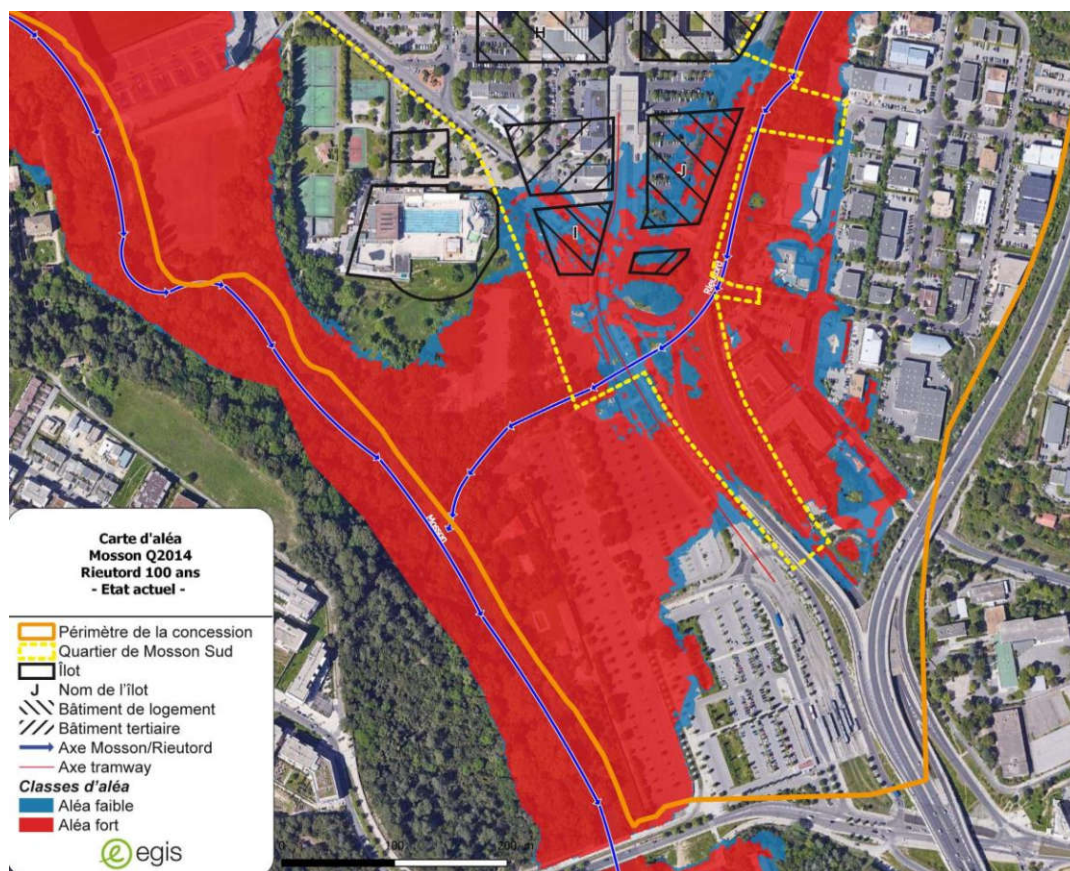 H
J
I
Rieutord
Mosson
Carte d'aléa
Mosson Q2014
Rieutord 100 ans
- Etat actuel -
Périmètre de la concession
Quartier de Mosson Sud
Îlot
J Nom de l'îlot
Bâtiment de logement
Bâtiment tertiaire
Axe Mosson/Rieutord
Axe tramway
Classes d'aléa
Aléa faible
Aléa fort
egis
0 100 200 m